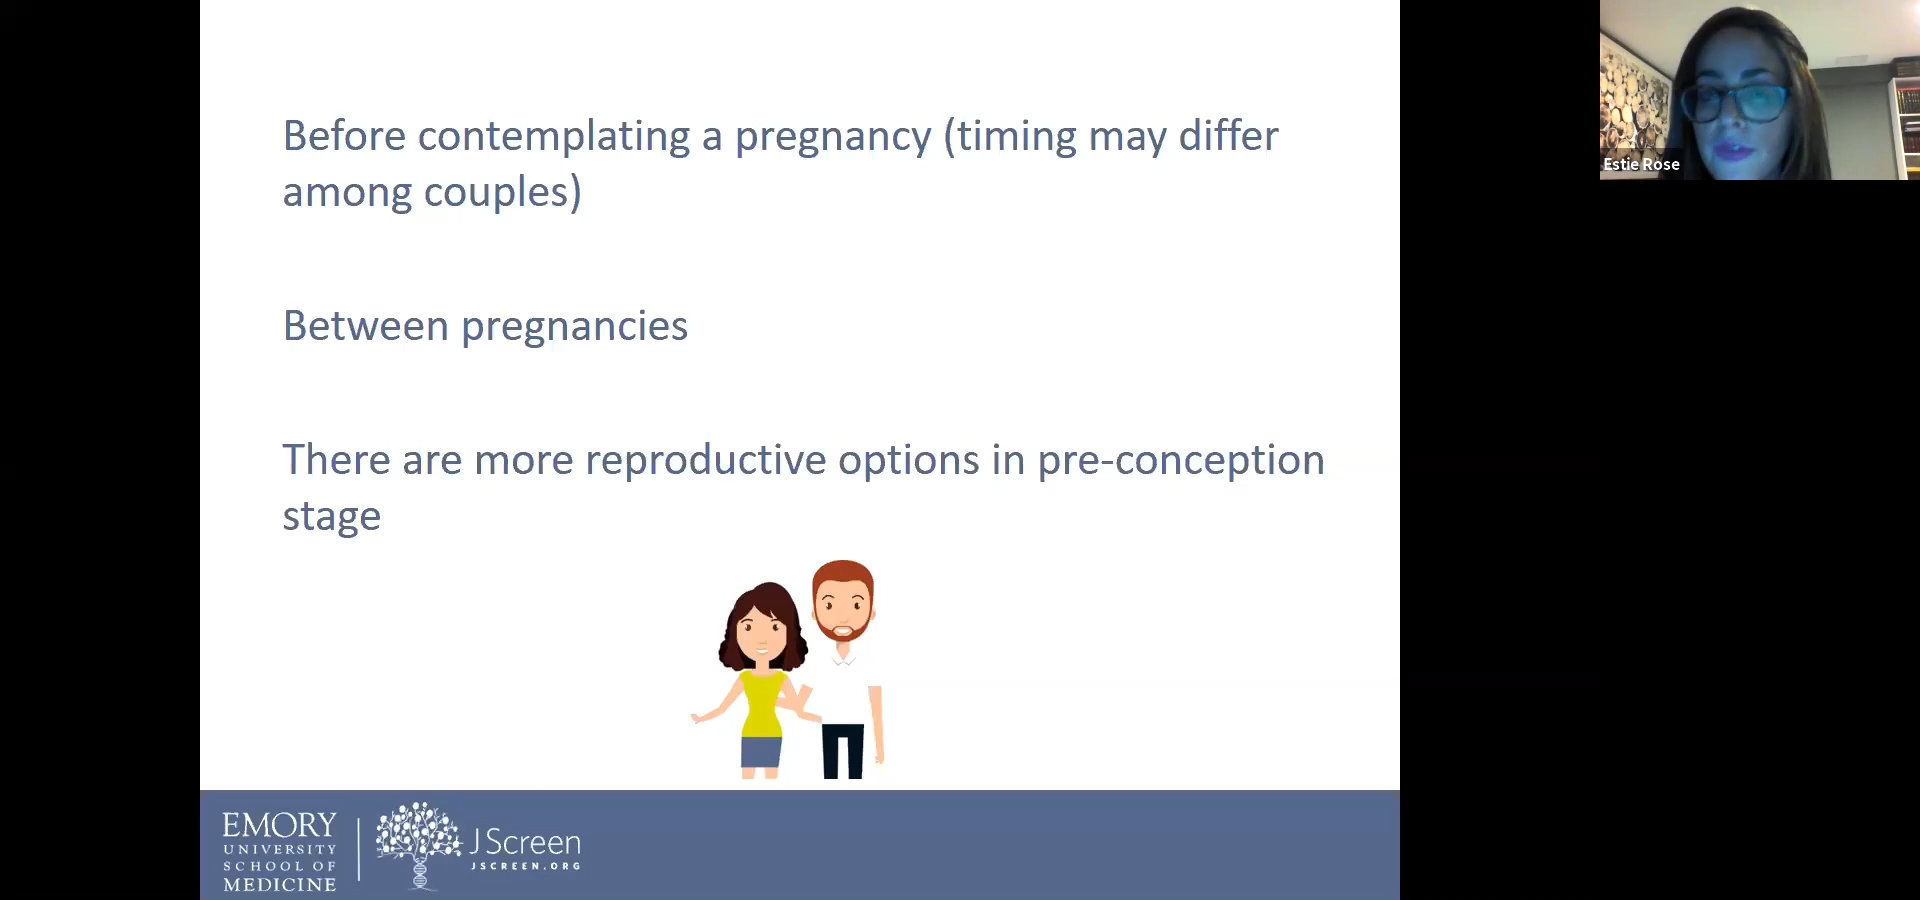 Before contemplating a pregnancy (timing may differ
among couples)
Between pregnancies
There are more reproductive options in pre-conception
stage
EMORY
UNIVERSITY
SCHOOL OF
MEDICINE
JScreen
JSCREEN.ORG
Estie Rose